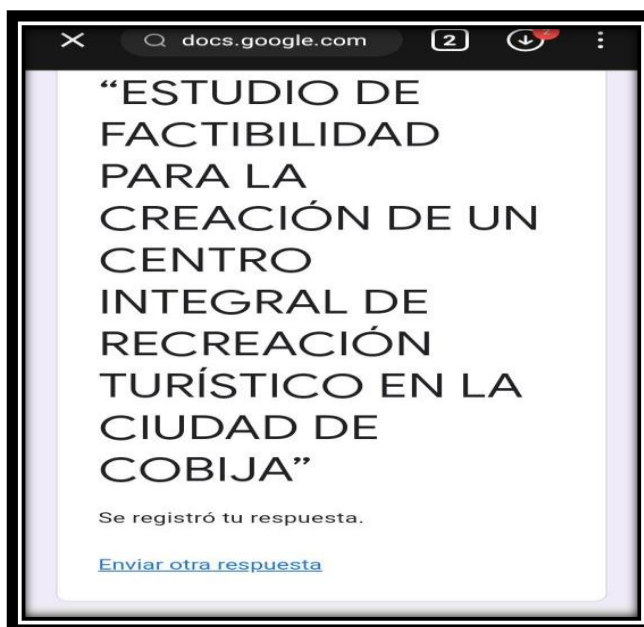 docs.google.com
2
2
“ESTUDIO DE
FACTIBILIDAD
PARA LA
CREACIÓN DE UN
CENTRO
INTEGRAL DE
RECREACIÓN
TURÍSTICO EN LA
CIUDAD DE
COBIJA”
Se registró tu respuesta.
Enviar otra respuesta